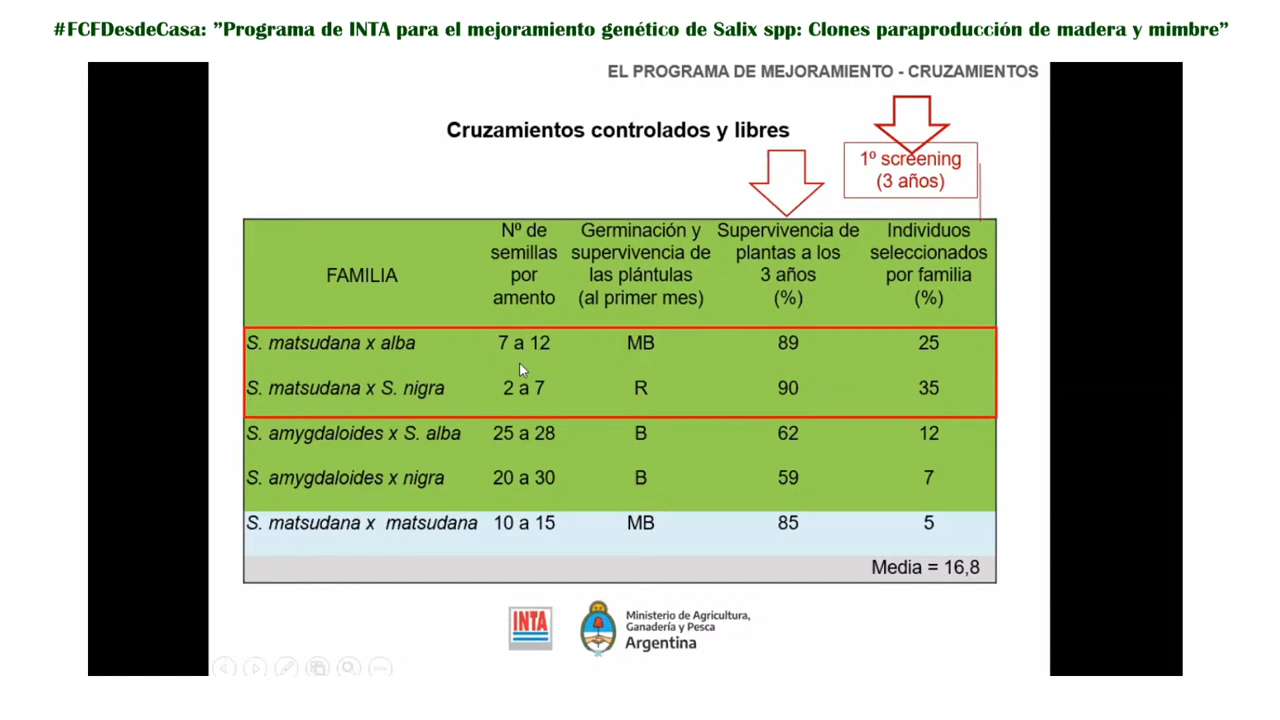 #FCFDesdeCasa: ”Programa de INTA para el mejoramiento genético de Salix spp: Clones paraproducción de madera y mimbre”
EL PROGRAMA DE MEJORAMIENTO - CRUZAMIENTOS
Cruzamientos controlados y libres
1º screening
(3 años)
FAMILIA
Nº de
semillas
por
amento
Germinación y
supervivencia de
las plántulas
(al primer mes)
Supervivencia de
plantas a los
3 años
(%)
Individuos
seleccionados
por familia
(%)
S. matsudana x alba 7 a 12 MB 89 25
S. matsudana x S. nigra 2 a 7 R 90 35
S. amygdaloides x S. alba 25 a 28 B 62 12
S. amygdaloides x nigra 20 a 30 B 59 7
S. matsudana x matsudana 10 a 15 MB 85 5
Media = 16,8
INTA
Ministerio de Agricultura,
Ganadería y Pesca
Argentina